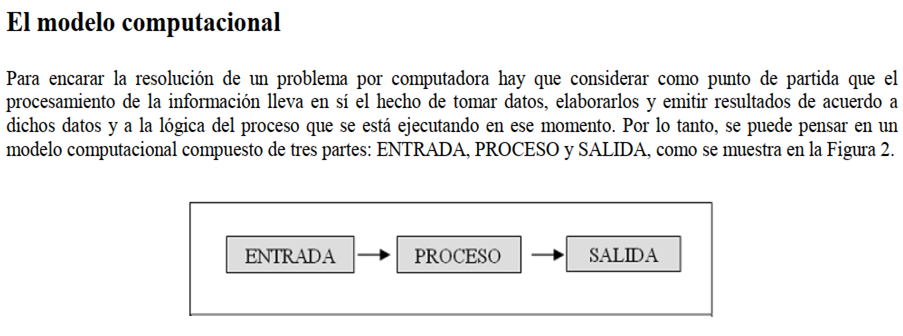 El modelo computacional
Para encarar la resolución de un problema por computadora hay que considerar como punto de partida que el
procesamiento de la información lleva en sí el hecho de tomar datos, elaborarlos y emitir resultados de acuerdo a
dichos datos y a la lógica del proceso que se está ejecutando en ese momento. Por lo tanto, se puede pensar en un
modelo computacional compuesto de tres partes: ENTRADA, PROCESO y SALIDA, como se muestra en la Figura 2.
ENTRADA PROCESO SALIDA